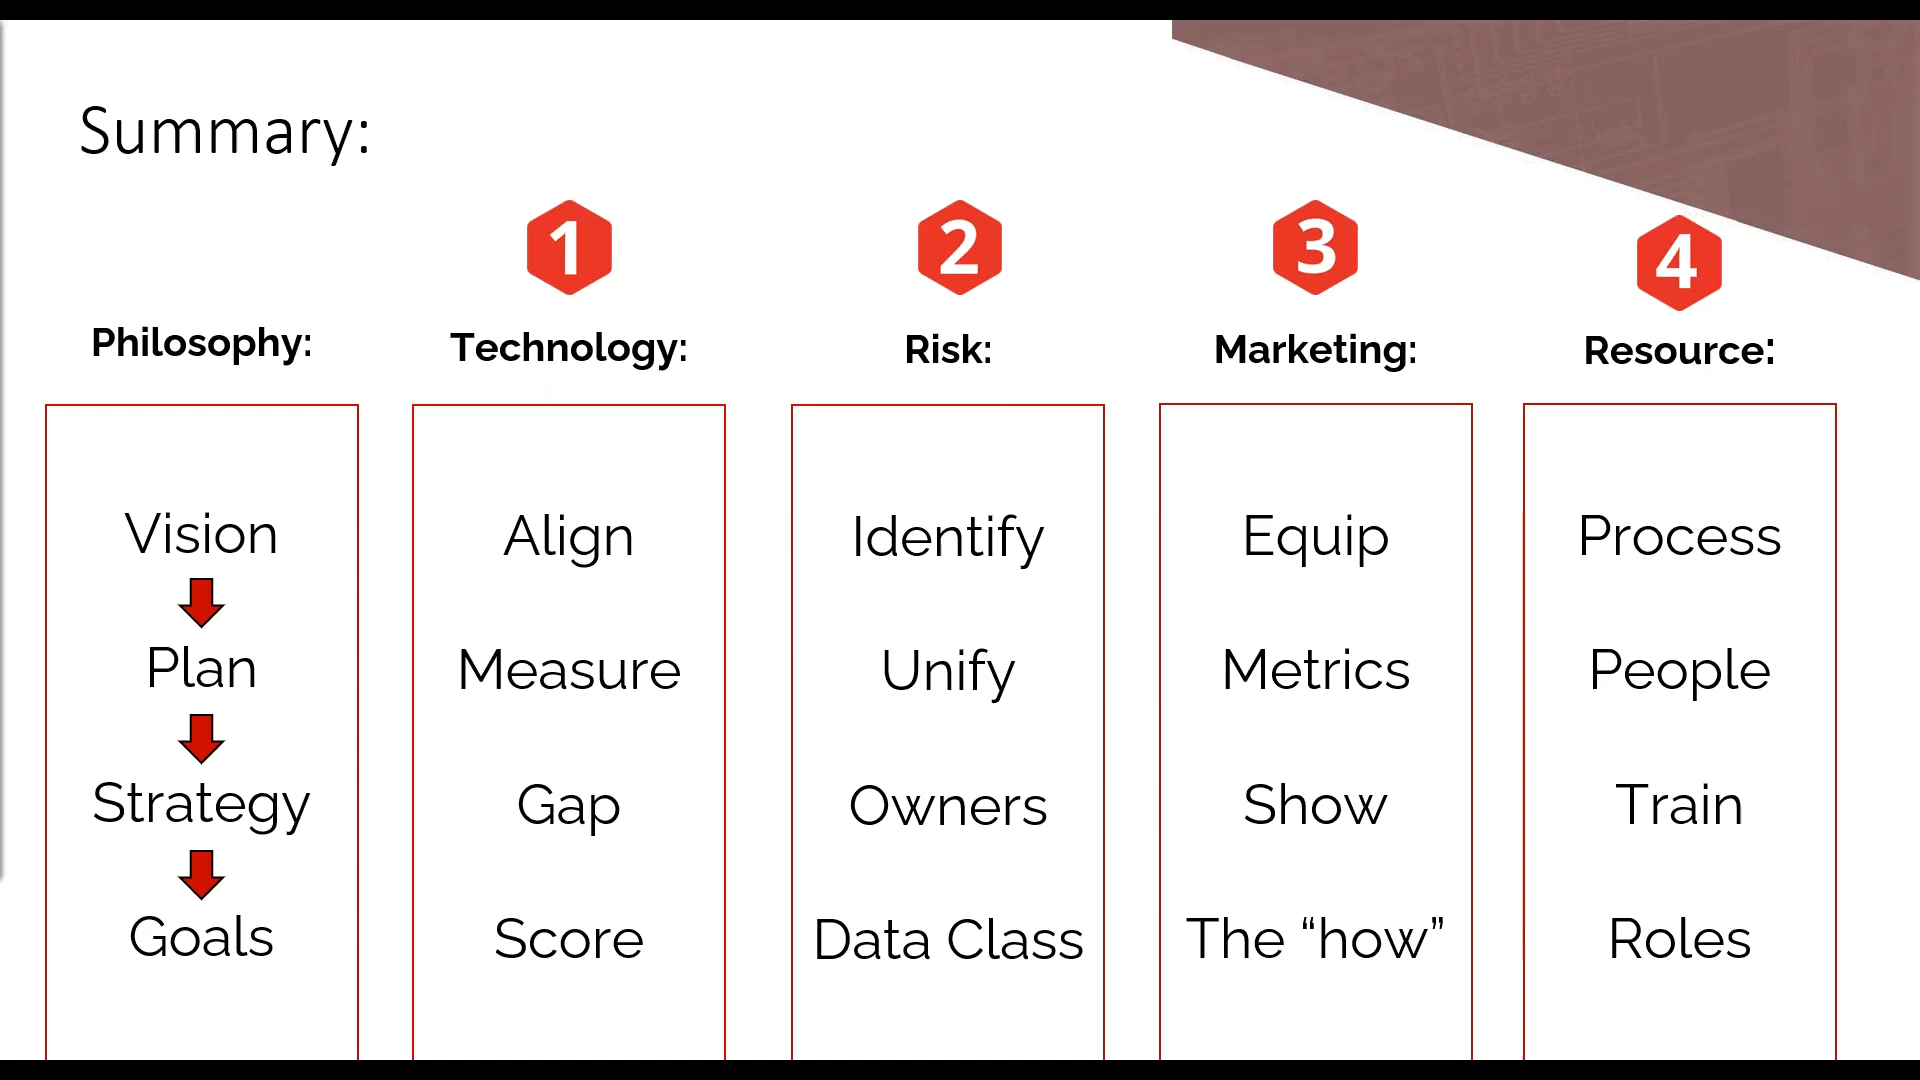 Summary:
1
2
3
4
Philosophy:
Technology:
Risk:
Marketing:
Resource:
Vision
Plan
Strategy
Goals
Align
Measure
Gap
Score
Identify
Unify
Owners
Data Class
Equip
Metrics
Show
The “how”
Process
People
Train
Roles